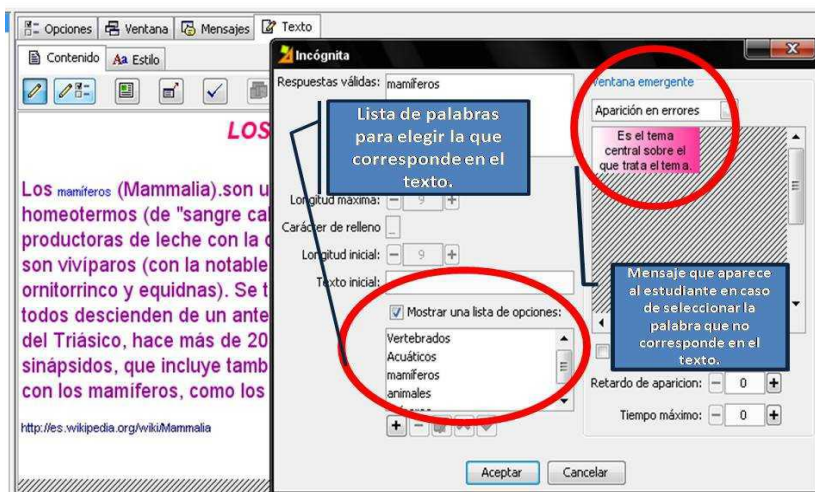 Opciones Ventana Mensajes Texto
Contenido Aa Estilo
LOS
Los mamíferos (Mammalia).son u
homeotermos (de "sangre cal
productoras de leche con la
son vivíparos (con la notable
ornitorrinco y equidnas). Se t
todos descienden de un ante
del Triásico, hace más de 20
sinápsidos, que incluye tamb
con los mamíferos, como los
http://es.wikipedia.org/wiki/Mammalia
Incógnita
Respuestas válidas: mamíferos
Lista de palabras
para elegir la que
corresponde en el
texto.
Longitud máxima: - 9 +
Carácter de relleno _
Longitud inicial: - 9 +
Texto inicial:
Mostrar una lista de opciones:
Vertebrados
Acuáticos
mamíferos
animales
Ventana emergente
Aparición en errores
Es el tema
central sobre el
que trata el tema.
Mensaje que aparece
al estudiante en caso
de seleccionar la
palabra que no
corresponde en el
texto.
Retardo de aparicion: - 0 +
Tiempo máximo: - 0 +
Aceptar Cancelar